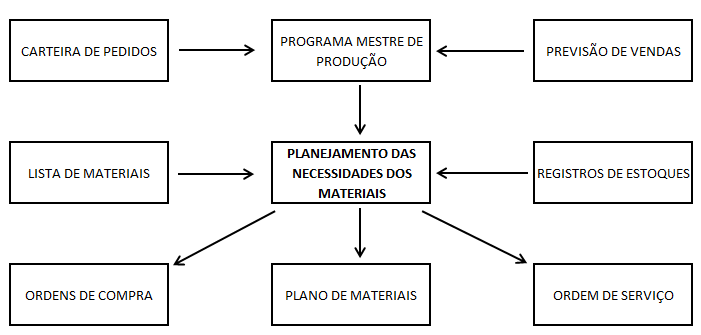 CARTEIRA DE PEDIDOS
PROGRAMA MESTRE DE
PRODUÇÃO
PREVISÃO DE VENDAS
LISTA DE MATERIAIS
PLANEJAMENTO DAS
NECESSIDADES DOS
MATERIAIS
REGISTROS DE ESTOQUES
ORDENS DE COMPRA
PLANO DE MATERIAIS
ORDEM DE SERVIÇO